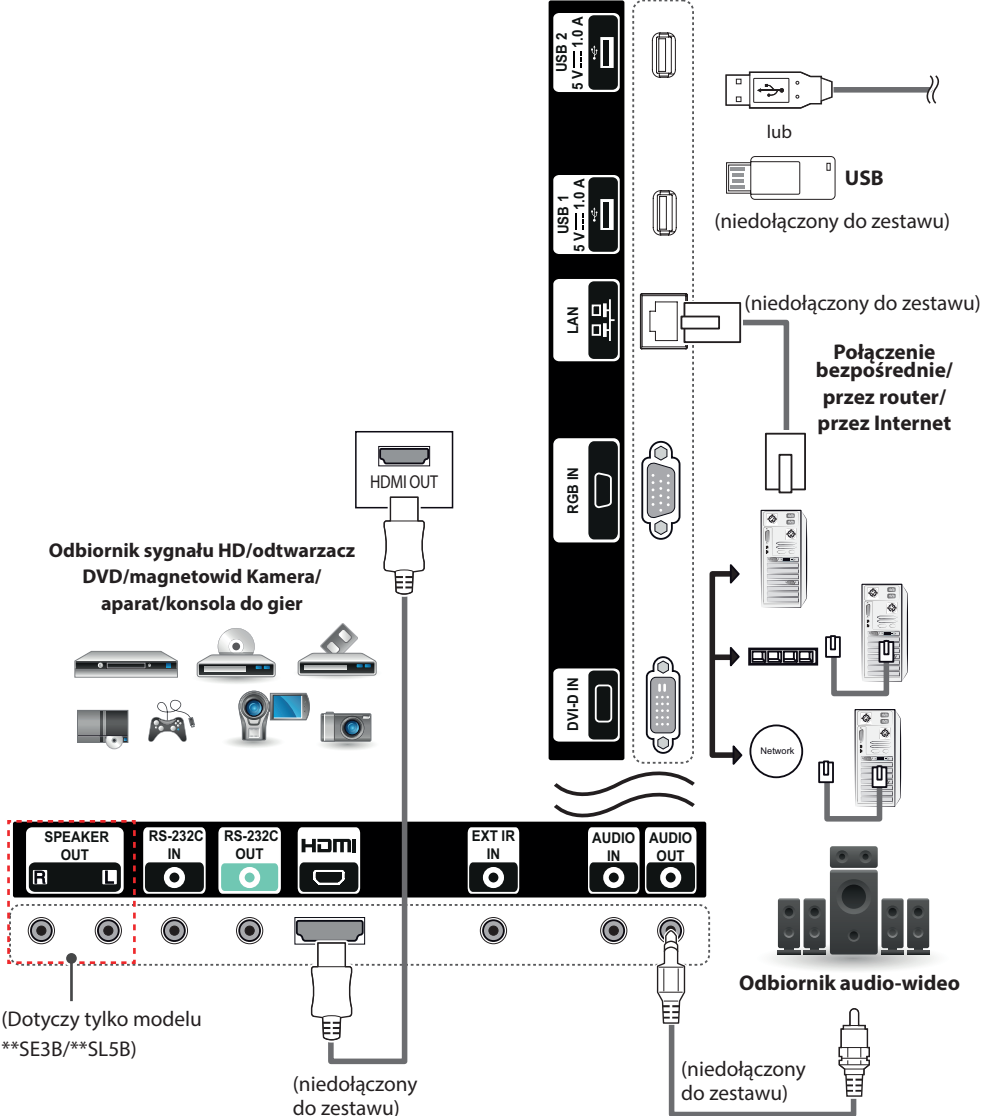 USB 2
5 V⎓1.0 A
lub
USB
(niedołączony do zestawu)
USB 1
5 V⎓1.0 A
LAN
(niedołączony do zestawu)
Połączenie
bezpośrednie/
przez router/
przez Internet
RGB IN
HDMI OUT
Odbiornik sygnału HD/odtwarzacz
DVD/magnetowid Kamera/
aparat/konsola do gier
DVI-D IN
Network
SPEAKER
OUT
R L
RS-232C
IN
RS-232C
OUT
HDMI
EXT IR
IN
AUDIO
IN
AUDIO
OUT
Odbiornik audio-wideo
(Dotyczy tylko modelu
**SE3B/**SL5B)
(niedołączony
do zestawu)
(niedołączony
do zestawu)